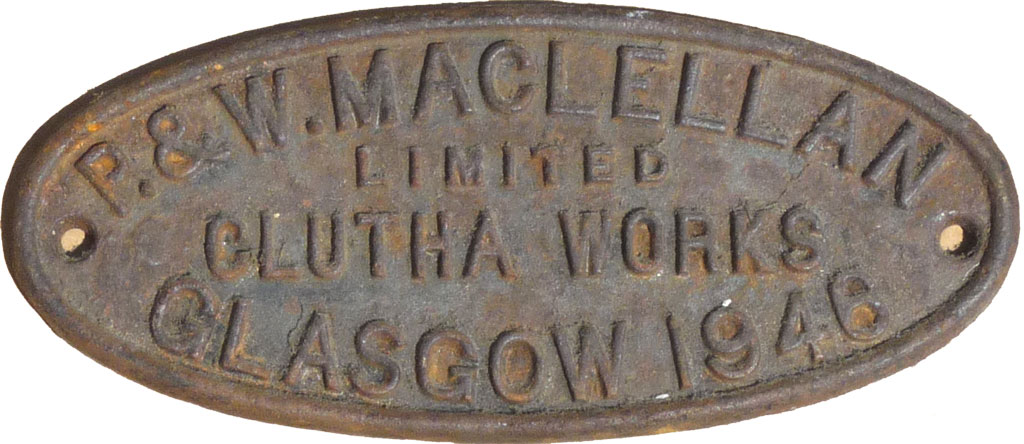 P. & W. MACLELLAN
LIMITED
CLUTHA WORKS
GLASGOW 1946